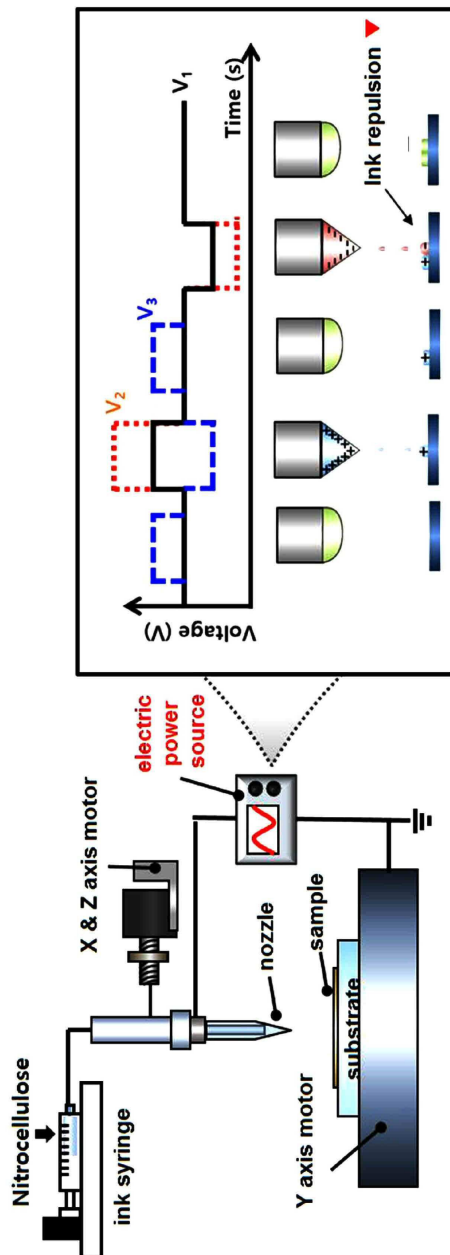 Nitrocellulose
ink syringe
X & Z axis motor
nozzle
electric
power
source
sample
substrate
Y axis motor
Voltage (V)
V₂
V₃
V₁
Time (s)
Ink repulsion
+++++++
+
+
-----
+